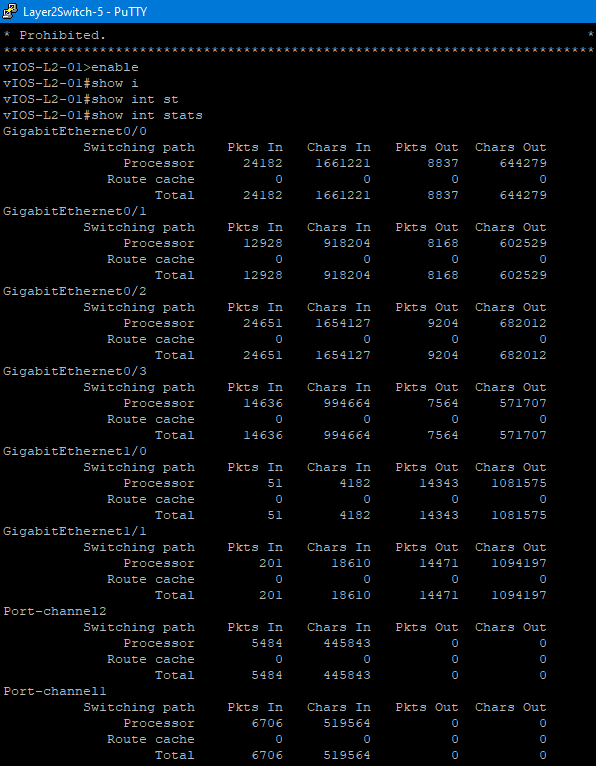 Layer2Switch-5 - PuTTY
* Prohibited. *
**************************************************************************
vIOS-L2-01>enable
vIOS-L2-01#show i
vIOS-L2-01#show int st
vIOS-L2-01#show int stats
GigabitEthernet0/0
Switching path Pkts In Chars In Pkts Out Chars Out
Processor 24182 1661221 8837 644279
Route cache 0 0 0 0
Total 24182 1661221 8837 644279
GigabitEthernet0/1
Switching path Pkts In Chars In Pkts Out Chars Out
Processor 12928 918204 8168 602529
Route cache 0 0 0 0
Total 12928 918204 8168 602529
GigabitEthernet0/2
Switching path Pkts In Chars In Pkts Out Chars Out
Processor 24651 1654127 9204 682012
Route cache 0 0 0 0
Total 24651 1654127 9204 682012
GigabitEthernet0/3
Switching path Pkts In Chars In Pkts Out Chars Out
Processor 14636 994664 7564 571707
Route cache 0 0 0 0
Total 14636 994664 7564 571707
GigabitEthernet1/0
Switching path Pkts In Chars In Pkts Out Chars Out
Processor 51 4182 14343 1081575
Route cache 0 0 0 0
Total 51 4182 14343 1081575
GigabitEthernet1/1
Switching path Pkts In Chars In Pkts Out Chars Out
Processor 201 18610 14471 1094197
Route cache 0 0 0 0
Total 201 18610 14471 1094197
Port-channel2
Switching path Pkts In Chars In Pkts Out Chars Out
Processor 5484 445843 0 0
Route cache 0 0 0 0
Total 5484 445843 0 0
Port-channel1
Switching path Pkts In Chars In Pkts Out Chars Out
Processor 6706 519564 0 0
Route cache 0 0 0 0
Total 6706 519564 0 0